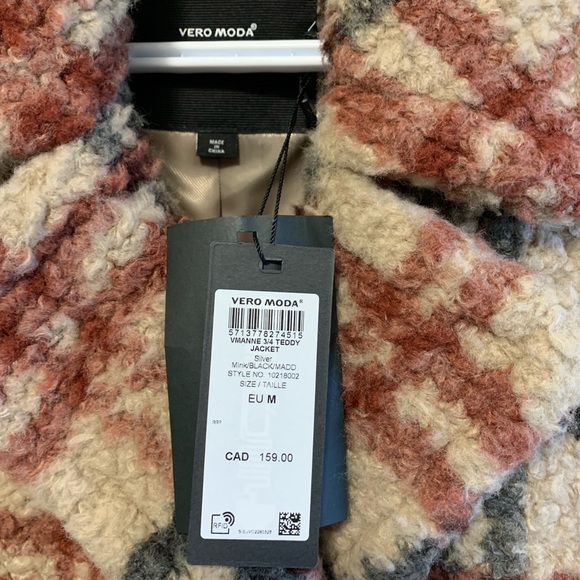 VERO MODA®
MADE
IN
CHINA
VERO MODA®
5713778274515
VMANNE 3/4 TEDDY
JACKET
Silver
Mink/BLACK/MADD
STYLE NO. 10218002
SIZE / TAILLE
EU M
CAD 159.00
RFID